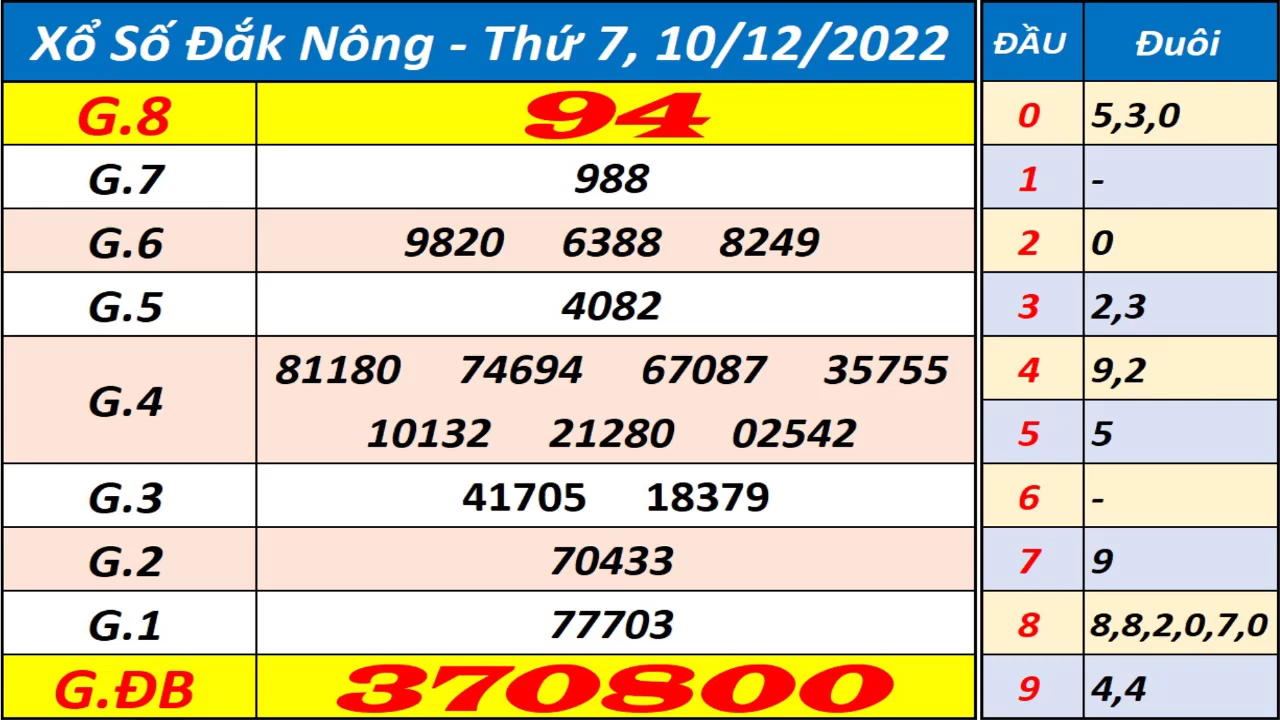 Xổ Số Đắk Nông - Thứ 7, 10/12/2022
G.8 94
G.7 988
G.6 9820 6388 8249
G.5 4082
G.4 81180 74694 67087 35755
10132 21280 02542
G.3 41705 18379
G.2 70433
G.1 77703
G.ĐB 370800
ĐẦU Đuôi
0 5,3,0
1 -
2 0
3 2,3
4 9,2
5 5
6 -
7 9
8 8,8,2,0,7,0
9 4,4